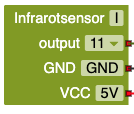 Infrarotsensor I
output 11
GND GND
VCC 5V